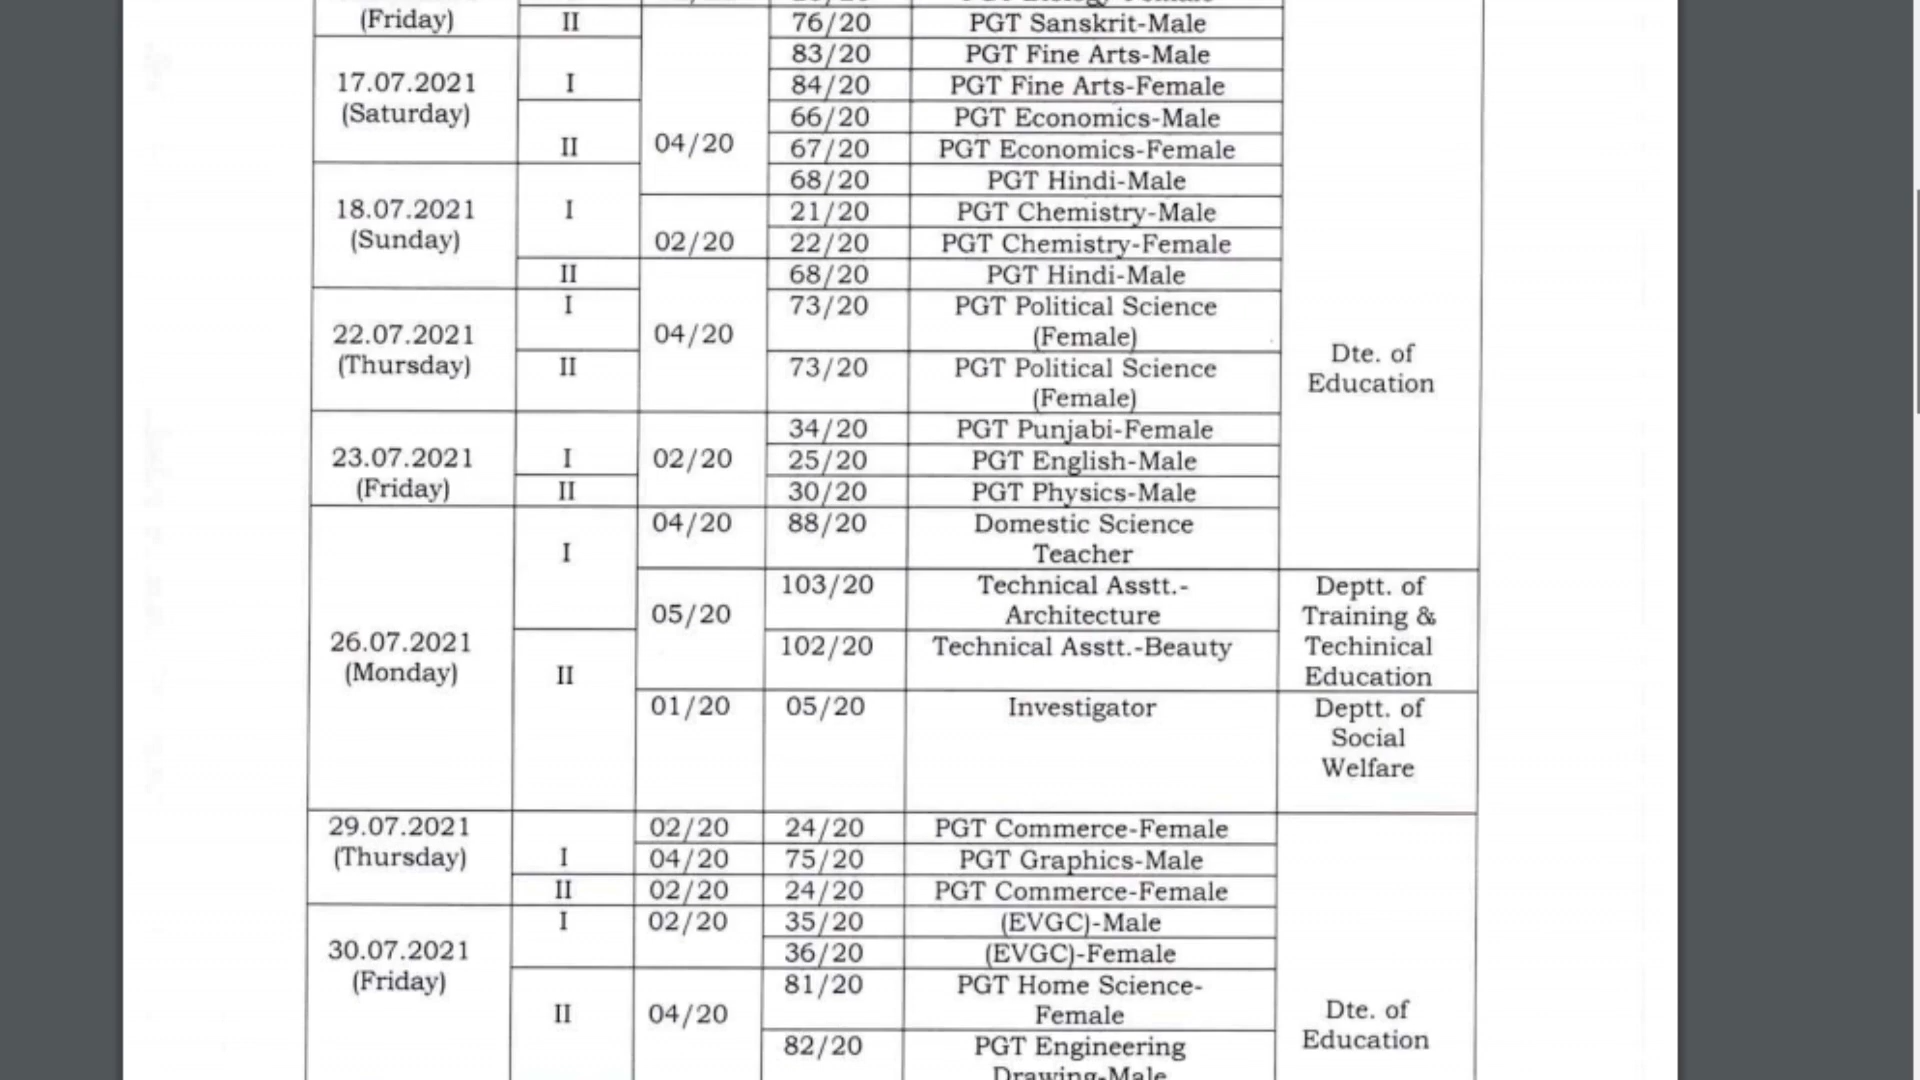 (Friday) II 76/20 PGT Sanskrit-Male
83/20 PGT Fine Arts-Male
17.07.2021 I 84/20 PGT Fine Arts-Female
(Saturday) 66/20 PGT Economics-Male
II 04/20 67/20 PGT Economics-Female
68/20 PGT Hindi-Male
18.07.2021 I 21/20 PGT Chemistry-Male
(Sunday) 02/20 22/20 PGT Chemistry-Female
II 68/20 PGT Hindi-Male
I 73/20 PGT Political Science
22.07.2021 04/20 (Female)
(Thursday) II 73/20 PGT Political Science Dte. of
(Female) Education
34/20 PGT Punjabi-Female
23.07.2021 I 02/20 25/20 PGT English-Male
(Friday) II 30/20 PGT Physics-Male
04/20 88/20 Domestic Science
I Teacher
103/20 Technical Asstt.- Deptt. of
05/20 Architecture Training &
26.07.2021 102/20 Technical Asstt.-Beauty Techinical
(Monday) II Education
01/20 05/20 Investigator Deptt. of
Social
Welfare
29.07.2021 02/20 24/20 PGT Commerce-Female
(Thursday) I 04/20 75/20 PGT Graphics-Male
II 02/20 24/20 PGT Commerce-Female
I 02/20 35/20 (EVGC)-Male
30.07.2021 36/20 (EVGC)-Female
(Friday) 81/20 PGT Home Science-
II 04/20 Female Dte. of
82/20 PGT Engineering Education
Drawing-Male